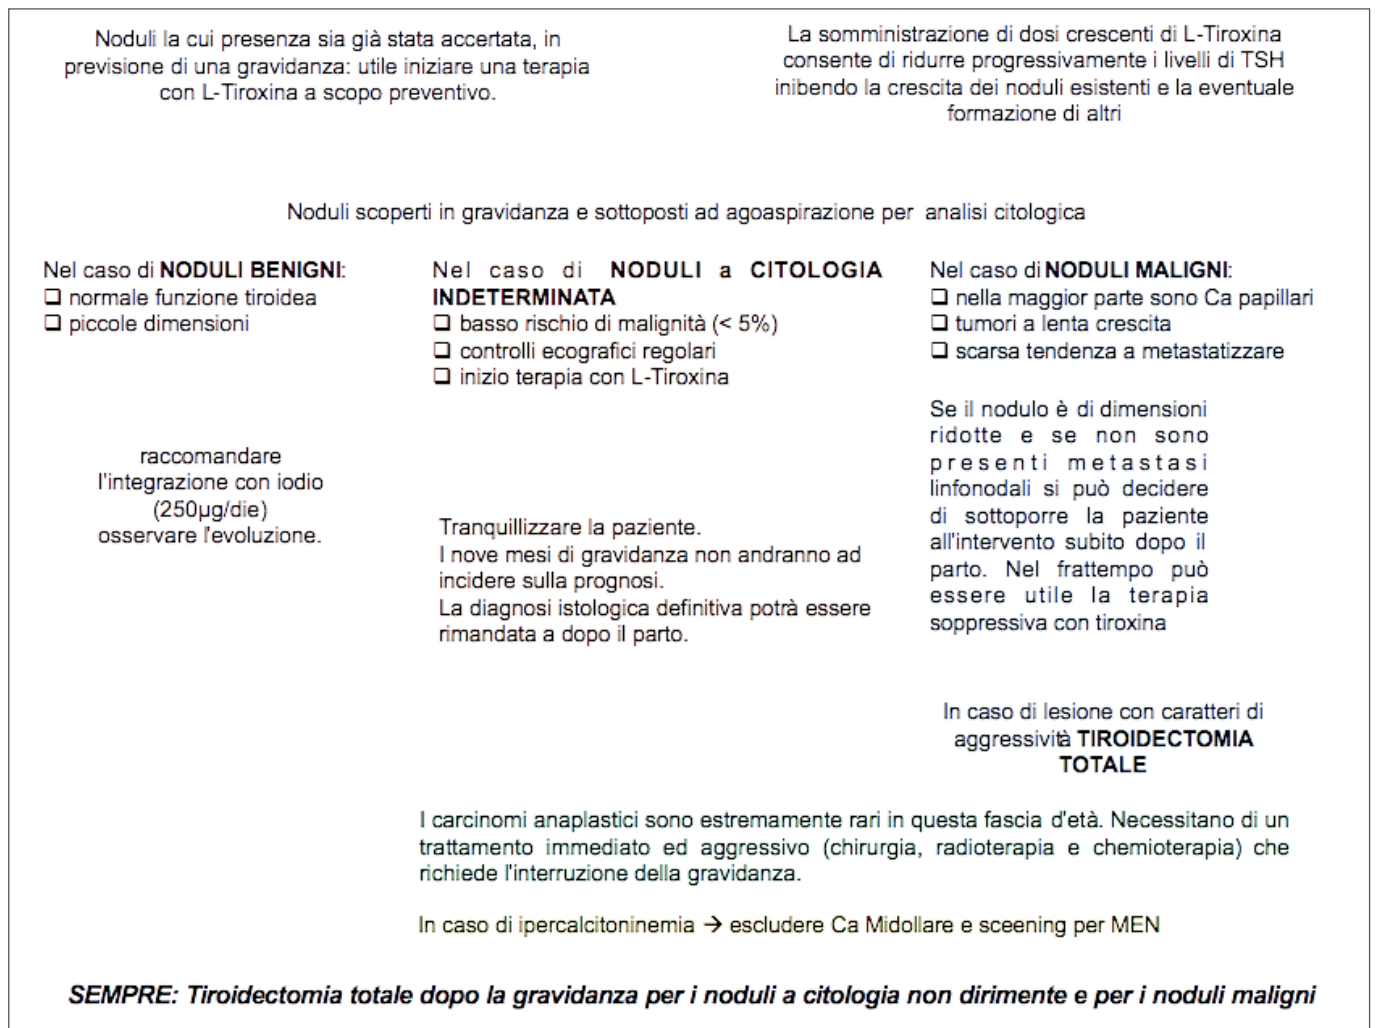 Noduli la cui presenza sia già stata accertata, in
previsione di una gravidanza: utile iniziare una terapia
con L-Tiroxina a scopo preventivo.
La somministrazione di dosi crescenti di L-Tiroxina
consente di ridurre progressivamente i livelli di TSH
inibendo la crescita dei noduli esistenti e la eventuale
formazione di altri
Noduli scoperti in gravidanza e sottoposti ad agoaspirazione per analisi citologica
Nel caso di NODULI BENIGNI:
❑ normale funzione tiroidea
❑ piccole dimensioni
raccomandare
l'integrazione con iodio
(250µg/die)
osservare l'evoluzione.
Nel caso di NODULI a CITOLOGIA
INDETERMINATA
❑ basso rischio di malignità (< 5%)
❑ controlli ecografici regolari
❑ inizio terapia con L-Tiroxina
Tranquillizzare la paziente.
I nove mesi di gravidanza non andranno ad
incidere sulla prognosi.
La diagnosi istologica definitiva potrà essere
rimandata a dopo il parto.
Nel caso di NODULI MALIGNI:
❑ nella maggior parte sono Ca papillari
❑ tumori a lenta crescita
❑ scarsa tendenza a metastatizzare
Se il nodulo è di dimensioni
ridotte e se non sono
presenti metastasi
linfonodali si può decidere
di sottoporre la paziente
all'intervento subito dopo il
parto. Nel frattempo può
essere utile la terapia
soppressiva con tiroxina
In caso di lesione con caratteri di
aggressività TIROIDECTOMIA
TOTALE
I carcinomi anaplastici sono estremamente rari in questa fascia d'età. Necessitano di un
trattamento immediato ed aggressivo (chirurgia, radioterapia e chemioterapia) che
richiede l'interruzione della gravidanza.
In caso di ipercalcitoninemia → escludere Ca Midollare e sceening per MEN
SEMPRE: Tiroidectomia totale dopo la gravidanza per i noduli a citologia non dirimente e per i noduli maligni